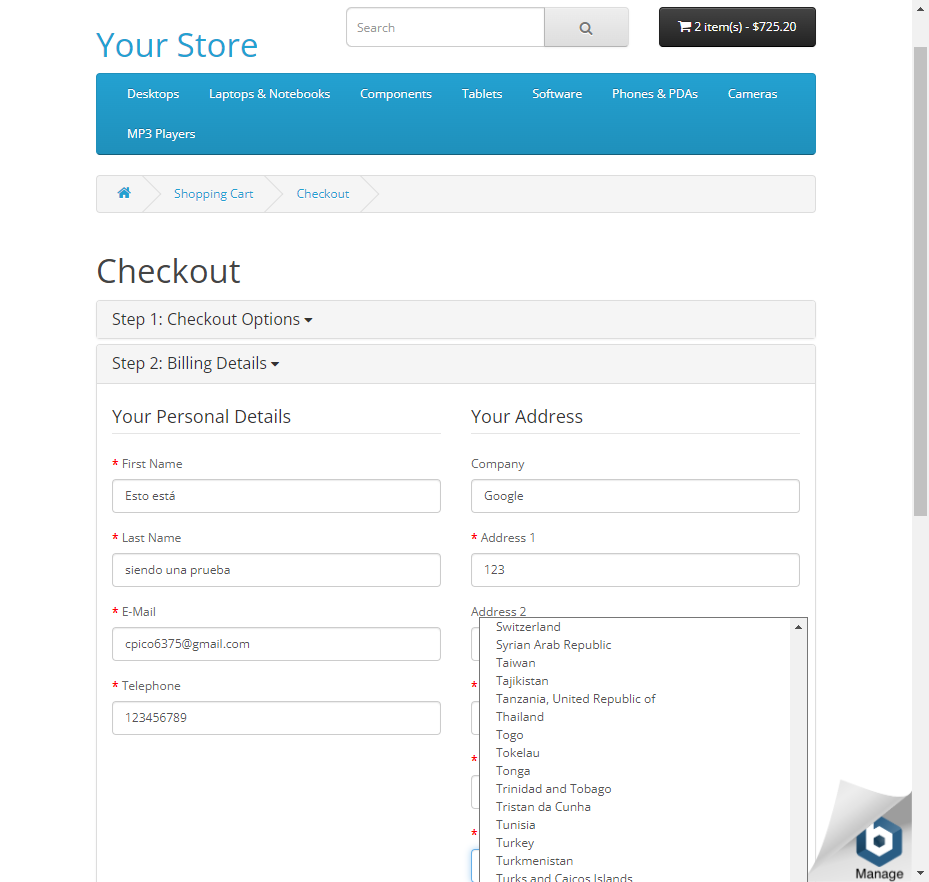 Your Store
Search
2 item(s) - $725.20
Desktops
Laptops & Notebooks
Components
Tablets
Software
Phones & PDAs
Cameras
MP3 Players
Shopping Cart
Checkout
Checkout
Step 1: Checkout Options
Step 2: Billing Details
Your Personal Details
* First Name
Esto está
* Last Name
siendo una prueba
* E-Mail
cpico6375@gmail.com
* Telephone
123456789
Your Address
Company
Google
* Address 1
123
Address 2
*
*
*
Switzerland
Syrian Arab Republic
Taiwan
Tajikistan
Tanzania, United Republic of
Thailand
Togo
Tokelau
Tonga
Trinidad and Tobago
Tristan da Cunha
Tunisia
Turkey
Turkmenistan
Turks and Caicos Islands
b
Manage